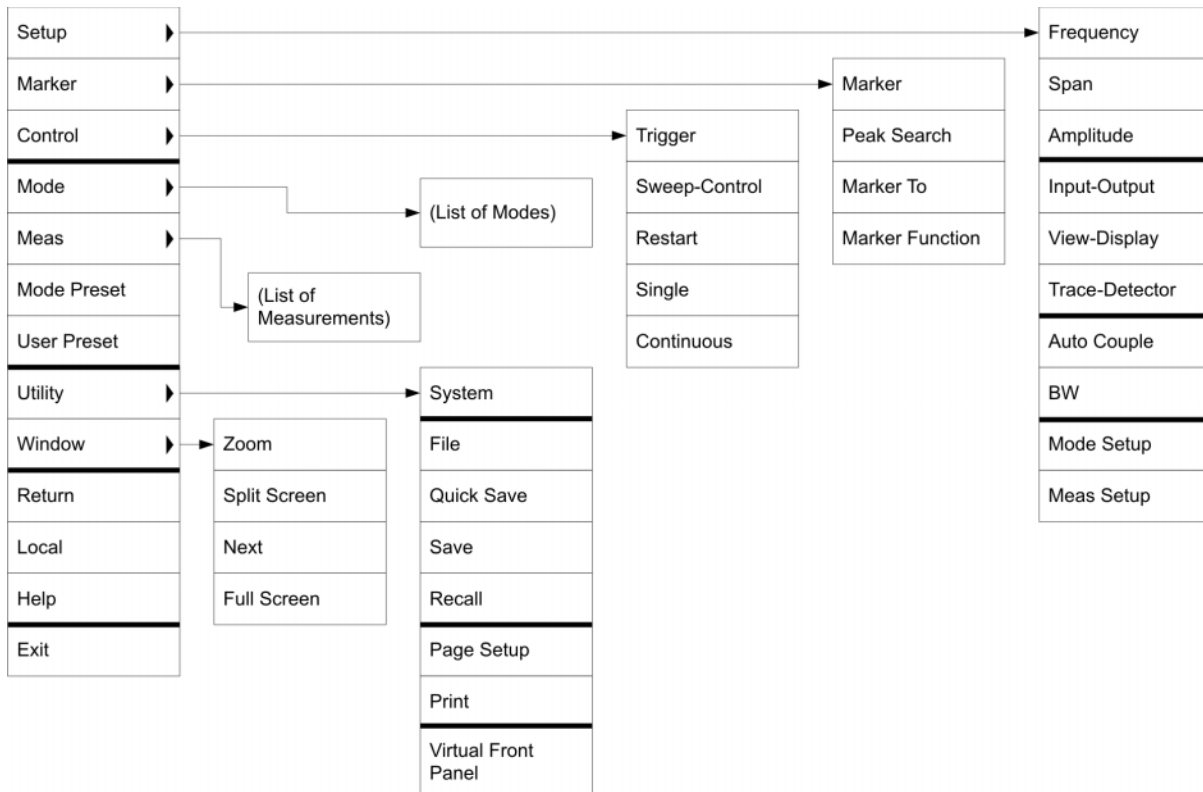 Setup
Marker
Control
Mode
Meas
Mode Preset
User Preset
Utility
Window
Return
Local
Help
Exit
(List of
Measurements)
Zoom
Split Screen
Next
Full Screen
(List of Modes)
System
File
Quick Save
Save
Recall
Page Setup
Print
Virtual Front
Panel
Trigger
Sweep-Control
Restart
Single
Continuous
Marker
Peak Search
Marker To
Marker Function
Frequency
Span
Amplitude
Input-Output
View-Display
Trace-Detector
Auto Couple
BW
Mode Setup
Meas Setup